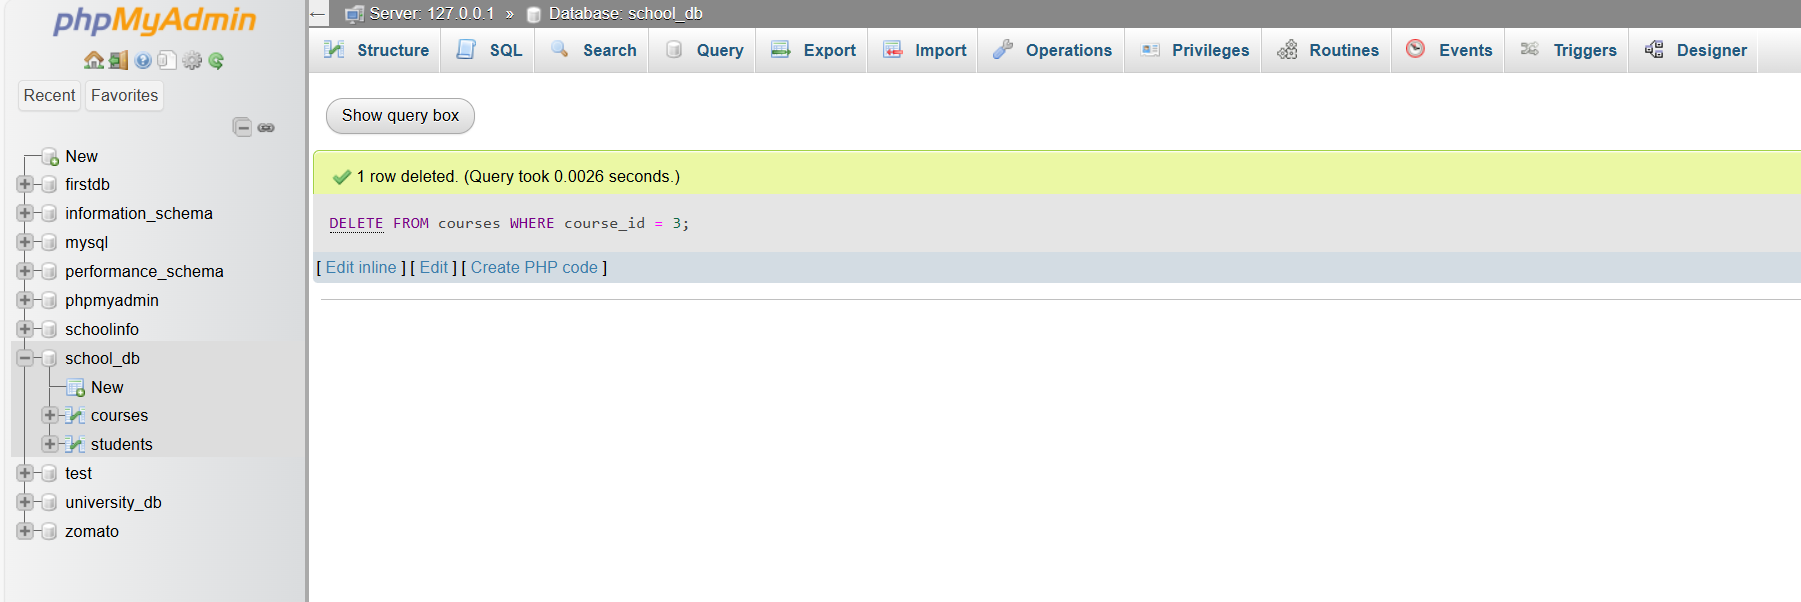 phpMyAdmin
Recent Favorites
New
firstdb
information_schema
mysql
performance_schema
phpmyadmin
schoolinfo
school_db
New
courses
students
test
university_db
zomato
← Server: 127.0.0.1 » Database: school_db
Structure SQL Search Query Export Import Operations Privileges Routines Events Triggers Designer
Show query box
1 row deleted. (Query took 0.0026 seconds.)
DELETE FROM courses WHERE course_id = 3;
[ Edit inline ] [ Edit ] [ Create PHP code ]